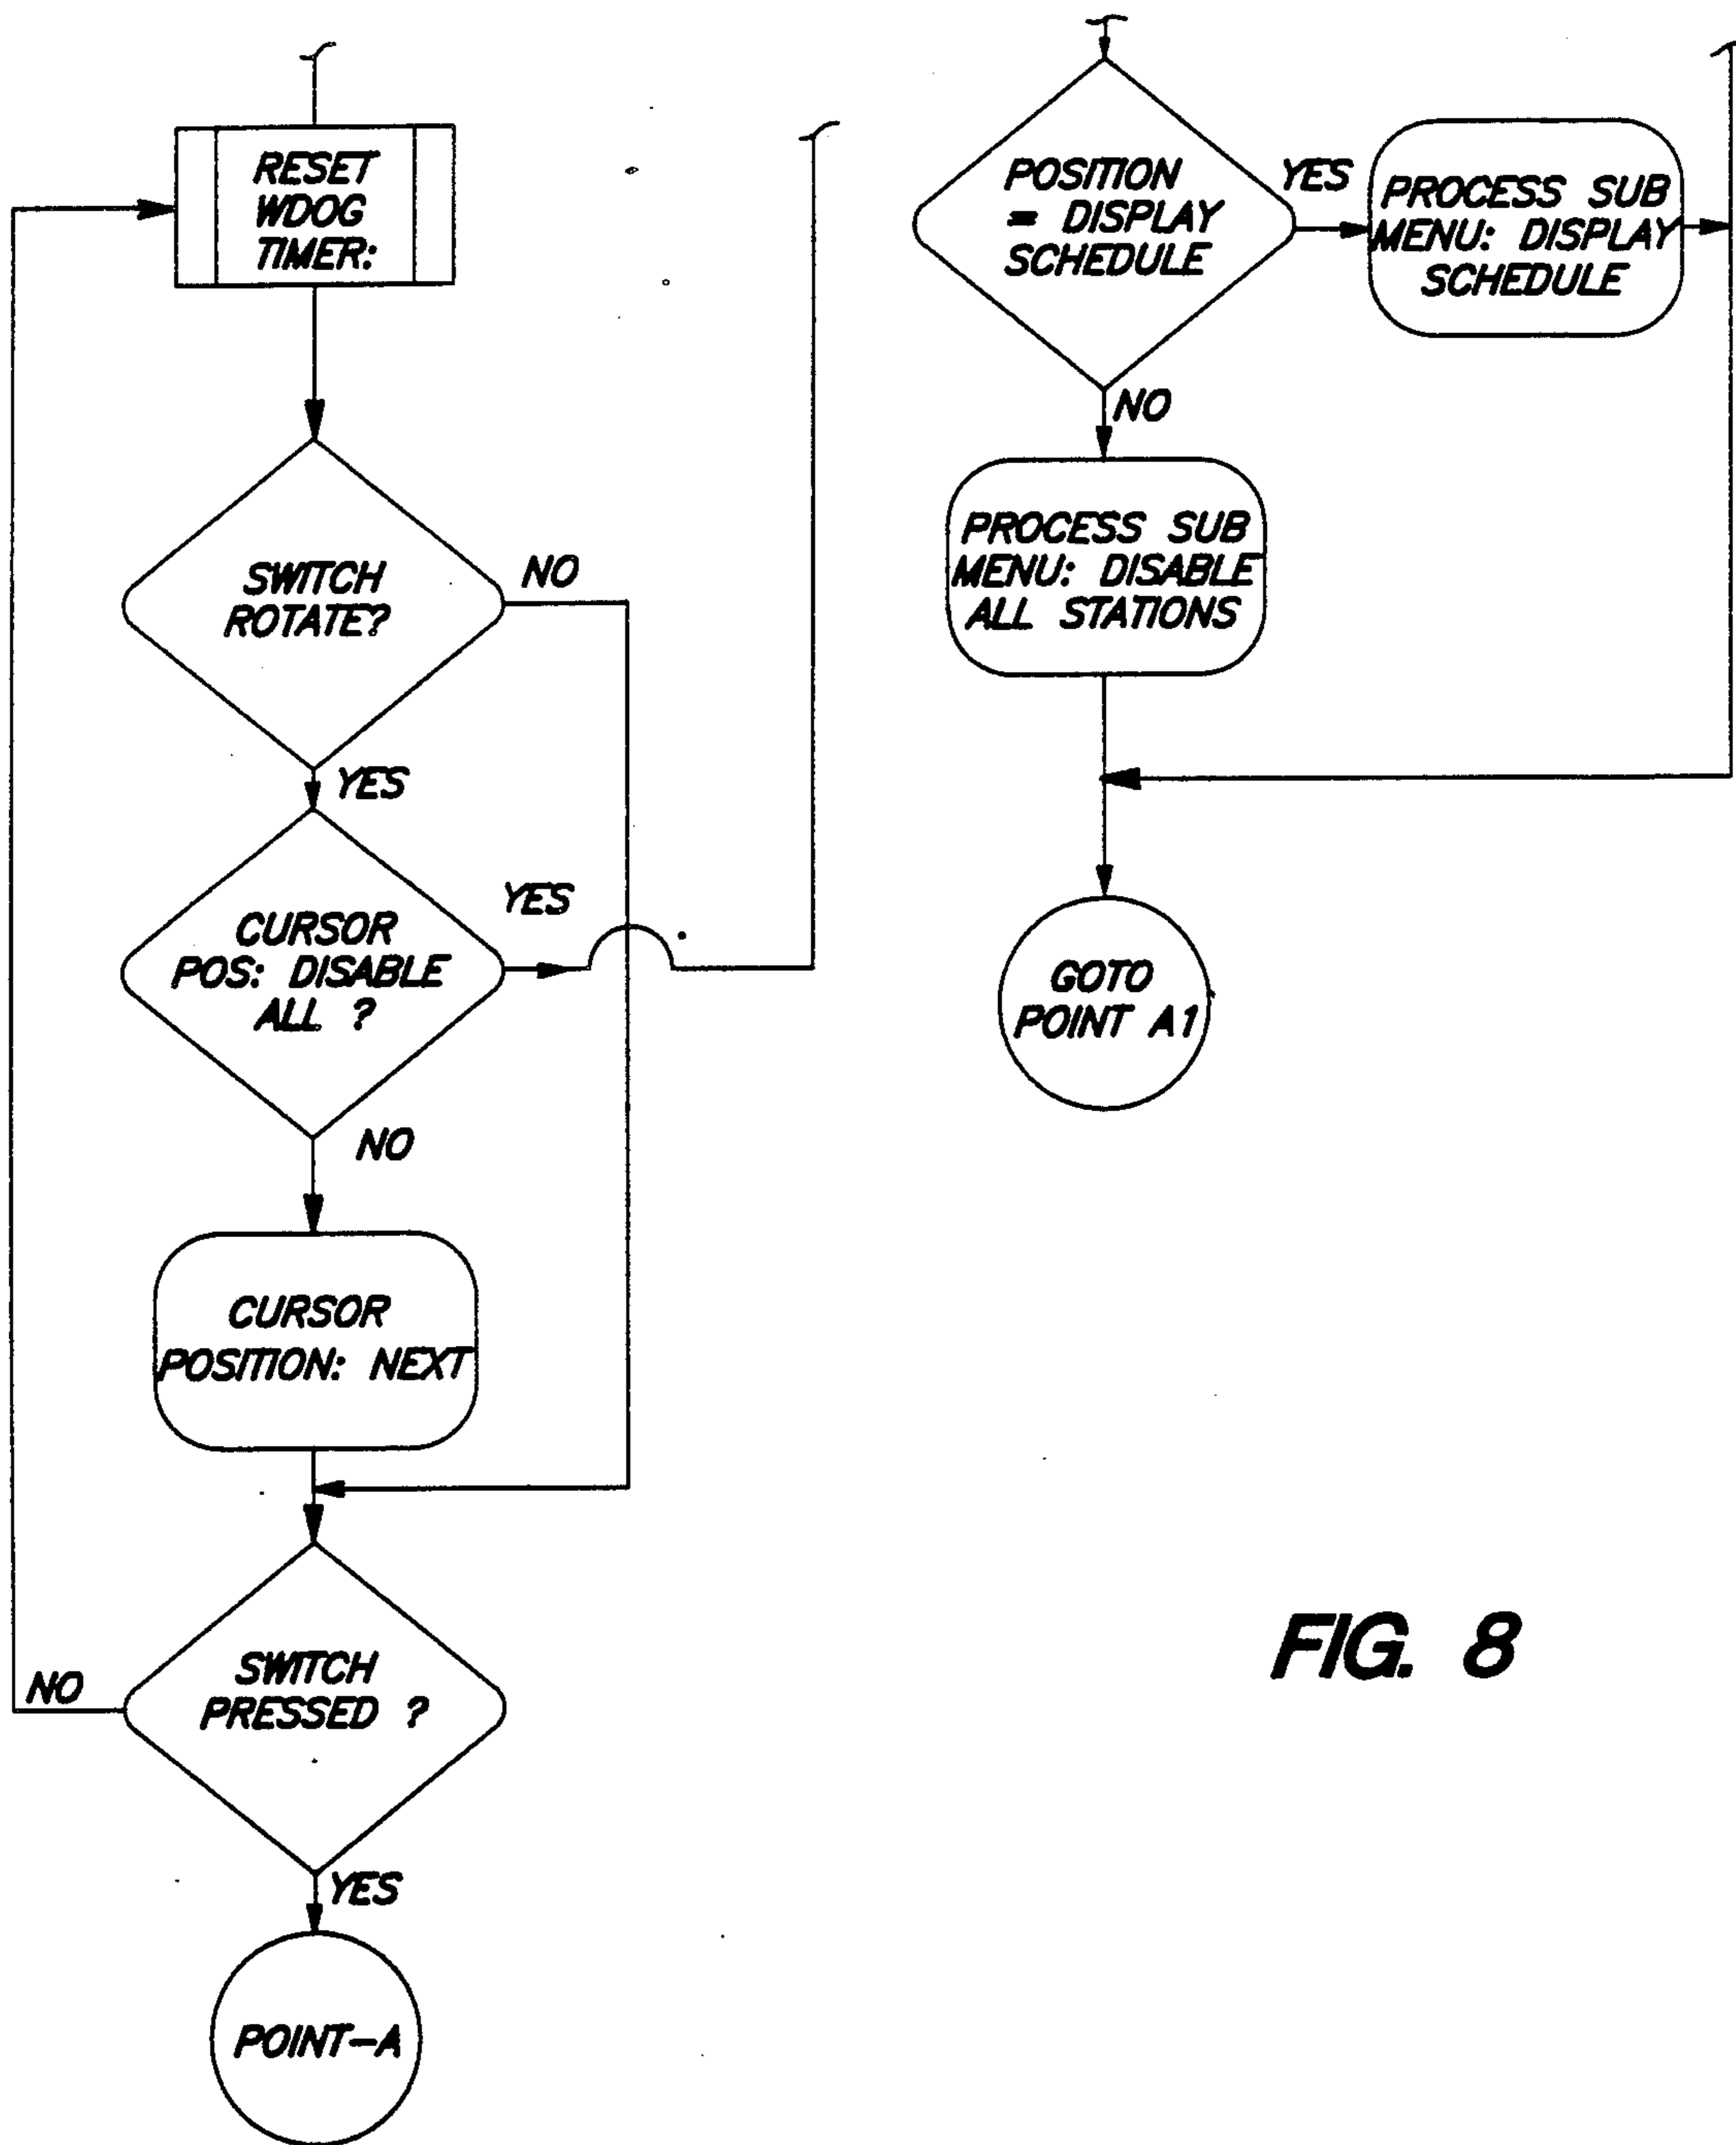 RESET
WDOG
TIMER:
SWITCH
ROTATE?
NO
YES
CURSOR
POS: DISABLE
ALL ?
YES
NO
CURSOR
POSITION: NEXT
SWITCH
PRESSED ?
NO
YES
POINT-A
POSITION
= DISPLAY
SCHEDULE
YES
PROCESS SUB
MENU: DISPLAY
SCHEDULE
NO
PROCESS SUB
MENU: DISABLE
ALL STATIONS
GOTO
POINT A1
FIG. 8